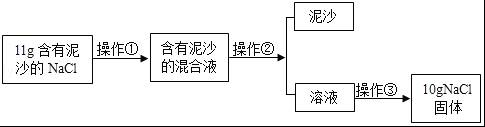 11g 含有泥
沙的 NaCl
操作①
含有泥沙
的混合液
操作②
泥沙
溶液
操作③
10gNaCl
固体